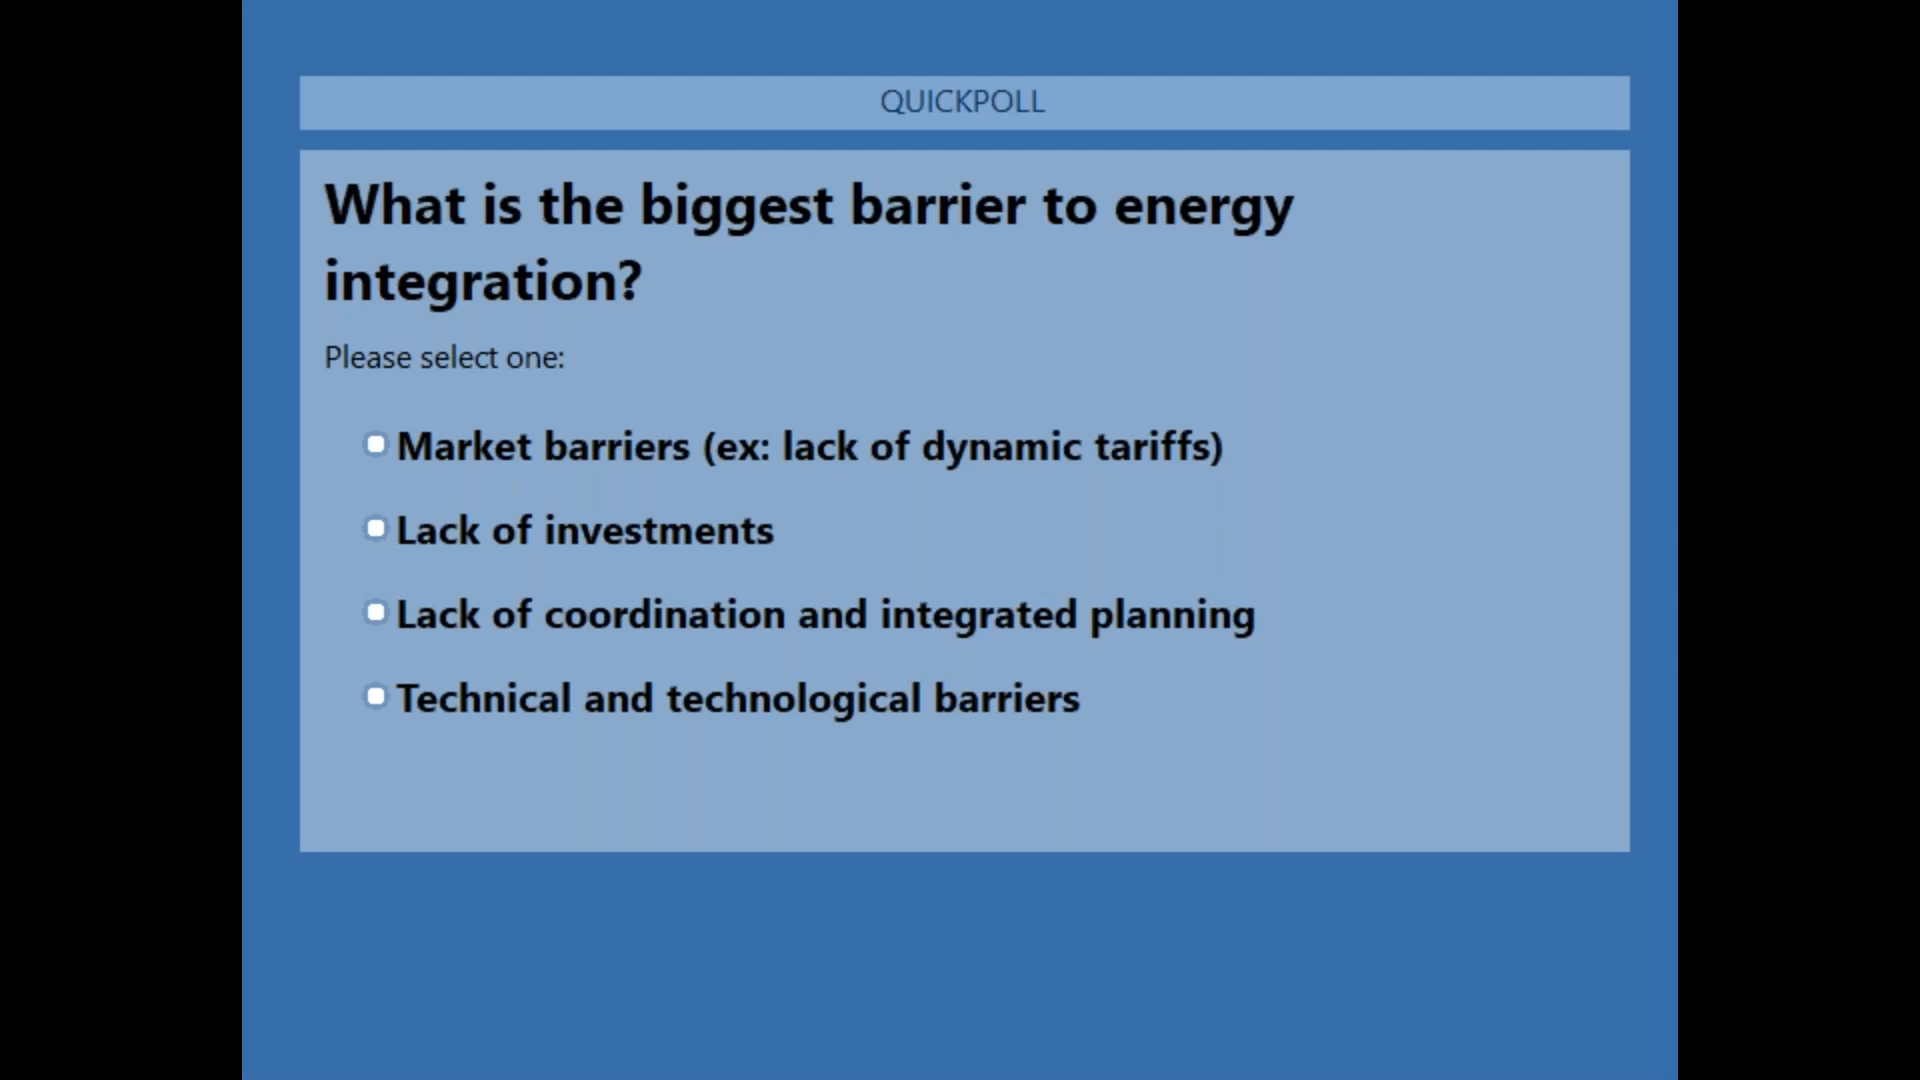 QUICKPOLL
What is the biggest barrier to energy
integration?
Please select one:
Market barriers (ex: lack of dynamic tariffs)
Lack of investments
Lack of coordination and integrated planning
Technical and technological barriers